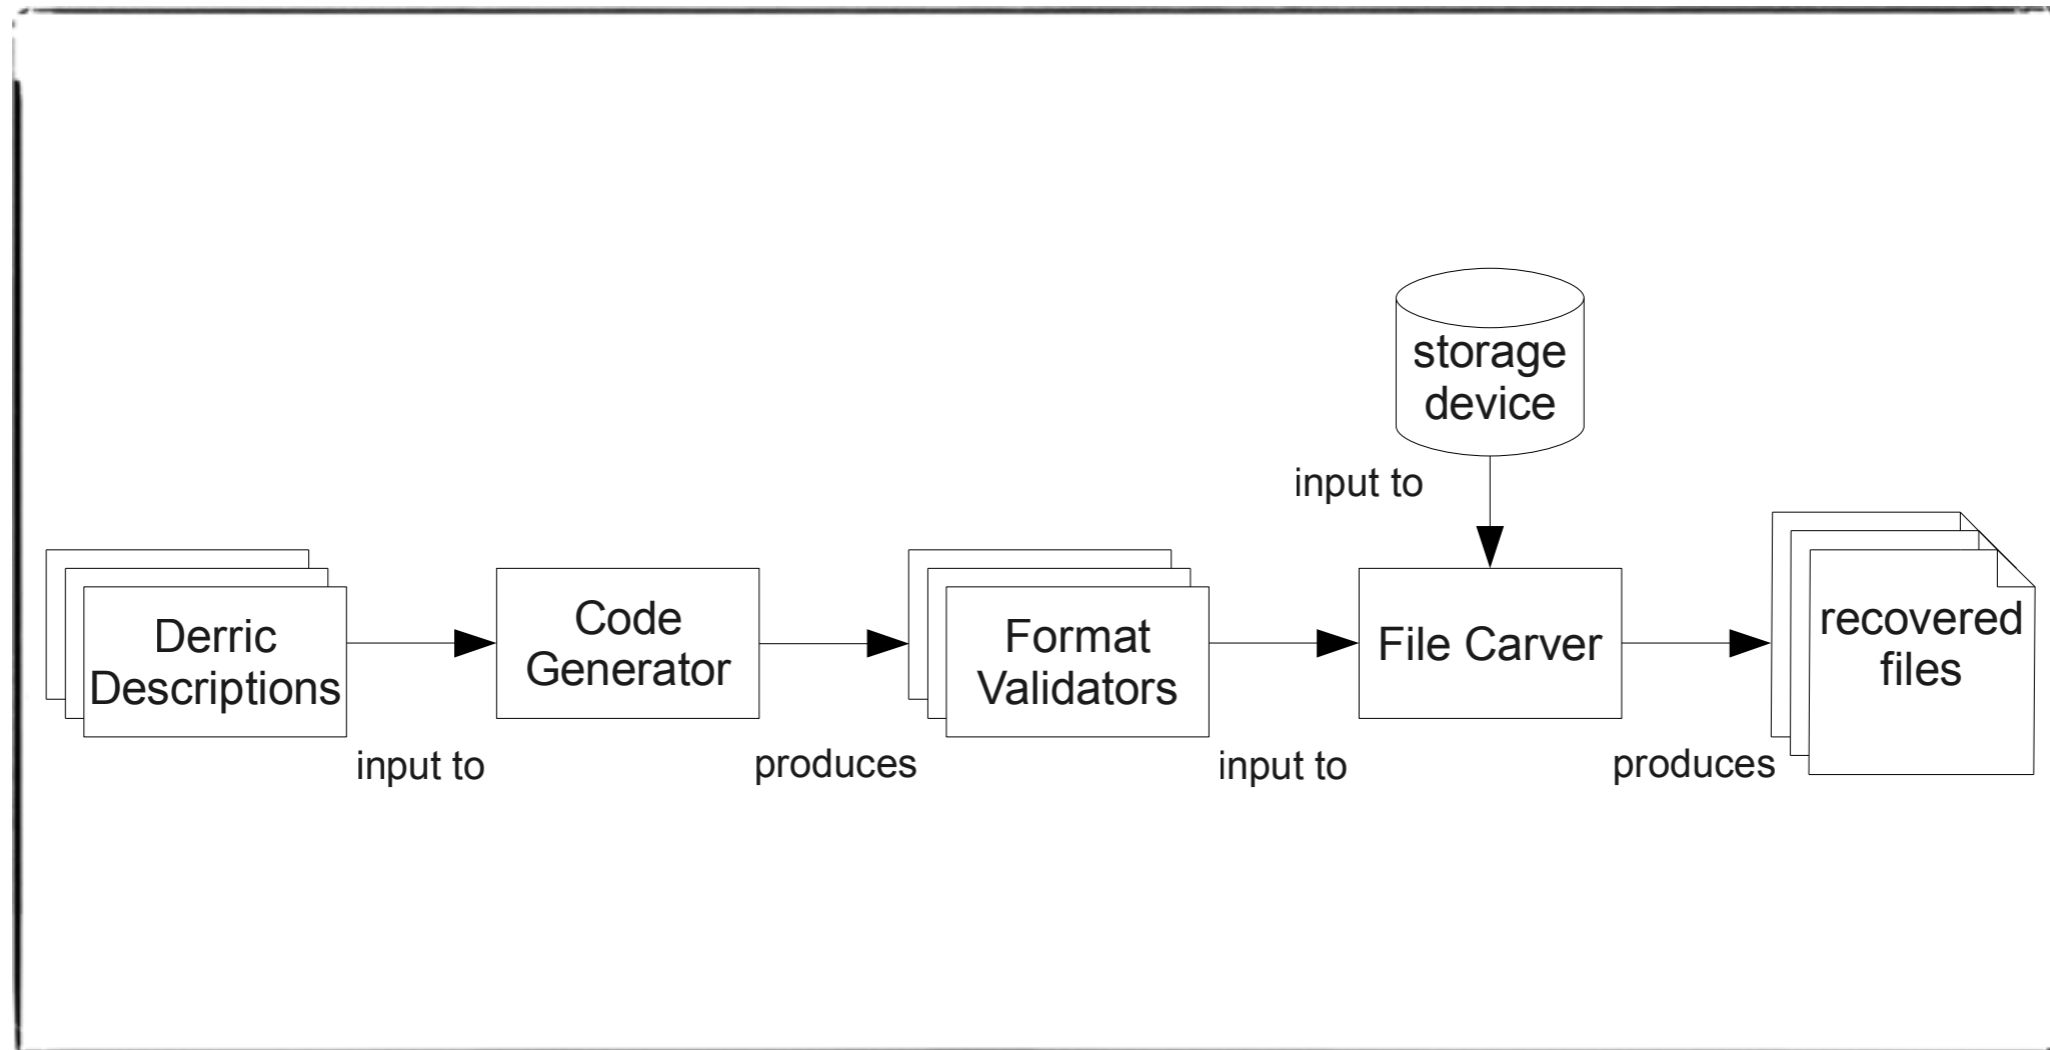 storage
device
input to
Derric
Descriptions
input to
Code
Generator
produces
Format
Validators
input to
File Carver
produces
recovered
files